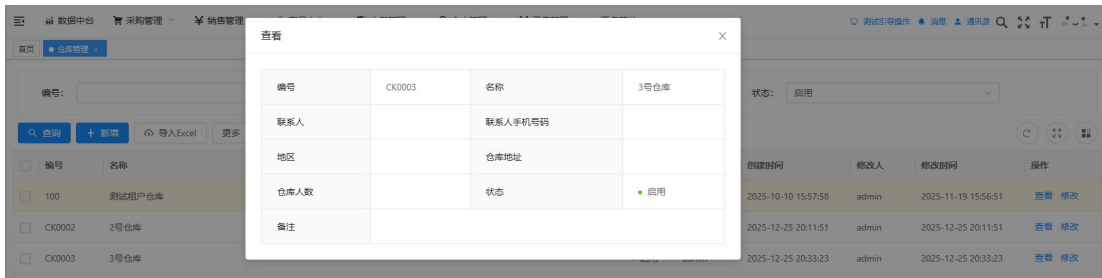 数据中台 采购管理 销售管理 测试引导操作 消息 通讯录
首页 仓库管理 ×
查看
编号 CK0003 名称 3号仓库
联系人 联系人手机号码
地区 仓库地址
仓库人数 状态 启用
备注
编号: 状态: 启用
查询 + 新增 导入Excel 更多
编号 名称 创建时间 修改人 修改时间 操作
100 测试租户仓库 2025-10-10 15:57:58 admin 2025-11-19 15:56:51 查看 修改
CK0002 2号仓库 2025-12-25 20:11:51 admin 2025-12-25 20:11:51 查看 修改
CK0003 3号仓库 2025-12-25 20:33:23 admin 2025-12-25 20:33:23 查看 修改